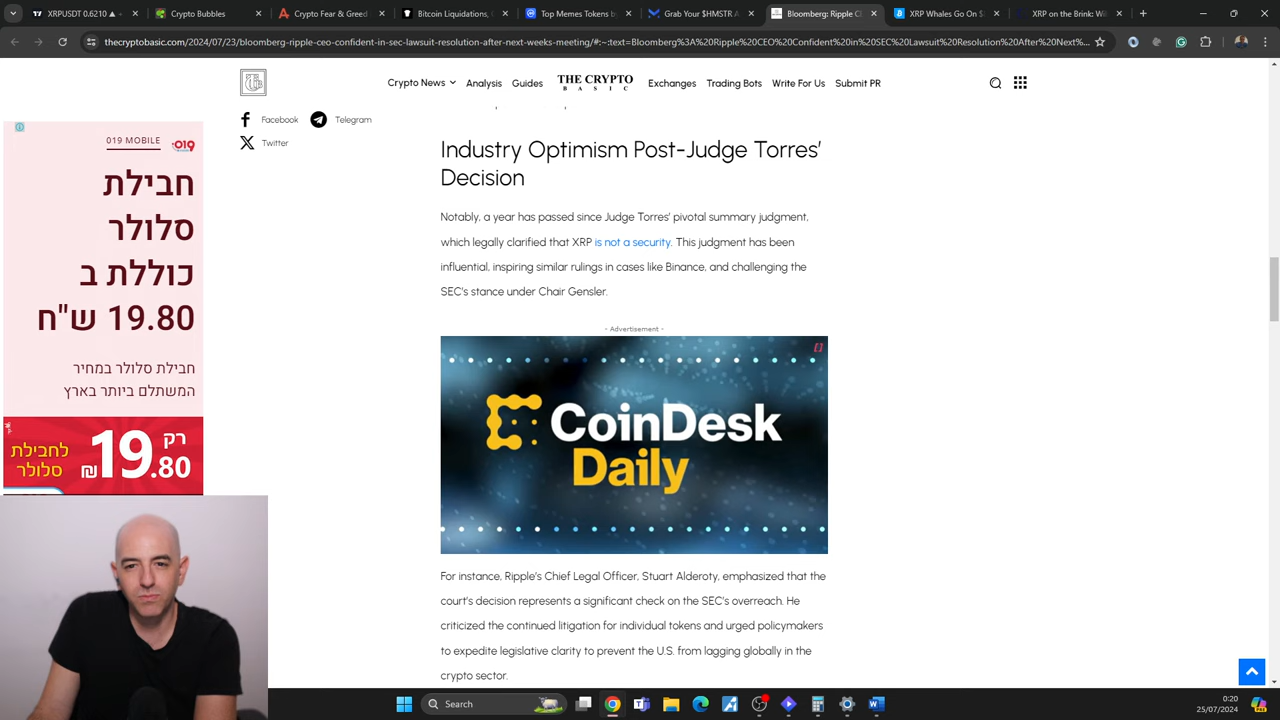 XRPUSDT 0.6210 ▲
Crypto Bubbles
Crypto Fear & Greed
Bitcoin Liquidations,
Top Memes Tokens b
Grab Your $HMSTR A
Bloomberg: Ripple C
XRP Whales Go On
XRP on the Brink: Wi
thecryptobasic.com/2024/07/23/bloomberg-ripple-ceo-confident-in-sec-lawsuit-resolution-after-next-weeks-meeting/#:~:text=Bloomberg%3A%20Ripple%20CEO%20Confident%20in%20SEC%20Lawsuit%20Resolution%20After%20Next%...
Crypto News
Analysis
Guides
THE CRYPTO
BASIC
Exchanges
Trading Bots
Write For Us
Submit PR
Facebook
Telegram
Twitter
019 MOBILE
019
חבילת
סלולר
כוללת ב
19.80 ש"ח
חבילת סלולר במחיר
המשתלם ביותר בארץ
רק
19.80 ₪
לחבילת
סלולר
Industry Optimism Post-Judge Torres’
Decision
Notably, a year has passed since Judge Torres’ pivotal summary judgment,
which legally clarified that XRP is not a security. This judgment has been
influential, inspiring similar rulings in cases like Binance, and challenging the
SEC’s stance under Chair Gensler.
- Advertisement -
CoinDesk
Daily
For instance, Ripple’s Chief Legal Officer, Stuart Alderoty, emphasized that the
court’s decision represents a significant check on the SEC’s overreach. He
criticized the continued litigation for individual tokens and urged policymakers
to expedite legislative clarity to prevent the U.S. from lagging globally in the
crypto sector.
Search
0:20
25/07/2024